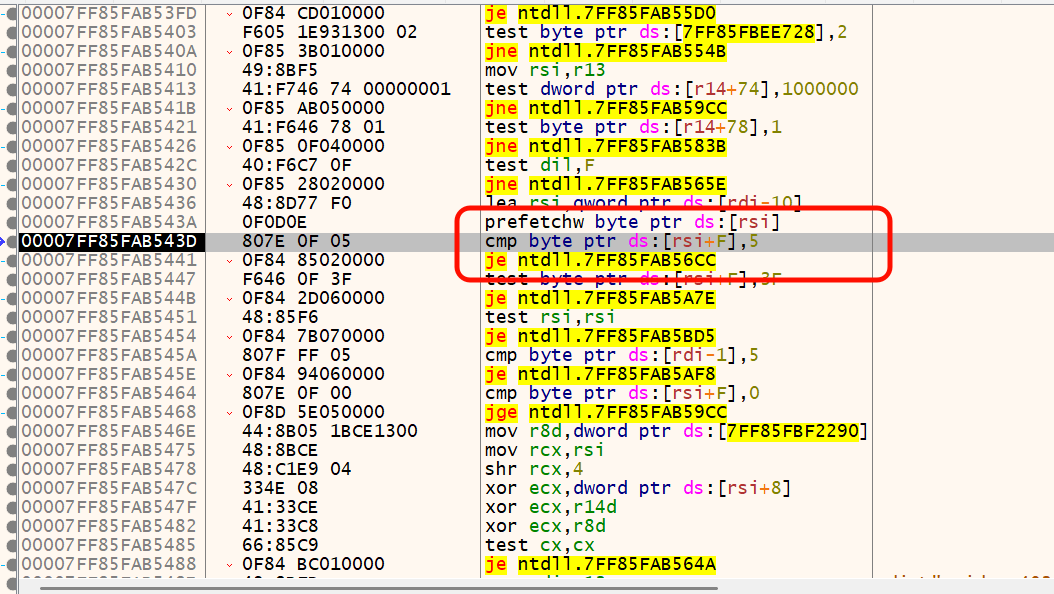 00007FF85FAB53FD 0F84 CD010000 je ntdll.7FF85FAB55D0
00007FF85FAB5403 F605 1E931300 02 test byte ptr ds:[7FF85FBEE728],2
00007FF85FAB540A 0F85 3B010000 jne ntdll.7FF85FAB554B
00007FF85FAB5410 49:8BF5 mov rsi,r13
00007FF85FAB5413 41:F746 74 00000001 test dword ptr ds:[r14+74],1000000
00007FF85FAB541B 0F85 AB050000 jne ntdll.7FF85FAB59CC
00007FF85FAB5421 41:F646 78 01 test byte ptr ds:[r14+78],1
00007FF85FAB5426 0F85 0F040000 jne ntdll.7FF85FAB583B
00007FF85FAB542C 40:F6C7 0F test dil,F
00007FF85FAB5430 0F85 28020000 jne ntdll.7FF85FAB565E
00007FF85FAB5436 48:8D77 F0 lea rsi,qword ptr ds:[rdi-10]
00007FF85FAB543A 0F0D0E prefetchw byte ptr ds:[rsi]
00007FF85FAB543D 807E 0F 05 cmp byte ptr ds:[rsi+F],5
00007FF85FAB5441 0F84 85020000 je ntdll.7FF85FAB56CC
00007FF85FAB5447 F646 0F 3F test byte ptr ds:[rsi+F],3F
00007FF85FAB544B 0F84 2D060000 je ntdll.7FF85FAB5A7E
00007FF85FAB5451 48:85F6 test rsi,rsi
00007FF85FAB5454 0F84 7B070000 je ntdll.7FF85FAB5BD5
00007FF85FAB545A 807F FF 05 cmp byte ptr ds:[rdi-1],5
00007FF85FAB545E 0F84 94060000 je ntdll.7FF85FAB5AF8
00007FF85FAB5464 807E 0F 00 cmp byte ptr ds:[rsi+F],0
00007FF85FAB5468 0F8D 5E050000 jge ntdll.7FF85FAB59CC
00007FF85FAB546E 44:8B05 1BCE1300 mov r8d,dword ptr ds:[7FF85FBF2290]
00007FF85FAB5475 48:8BCE mov rcx,rsi
00007FF85FAB5478 48:C1E9 04 shr rcx,4
00007FF85FAB547C 334E 08 xor ecx,dword ptr ds:[rsi+8]
00007FF85FAB547F 41:33CE xor ecx,r14d
00007FF85FAB5482 41:33C8 xor ecx,r8d
00007FF85FAB5485 66:85C9 test cx,cx
00007FF85FAB5488 0F84 BC010000 je ntdll.7FF85FAB564A